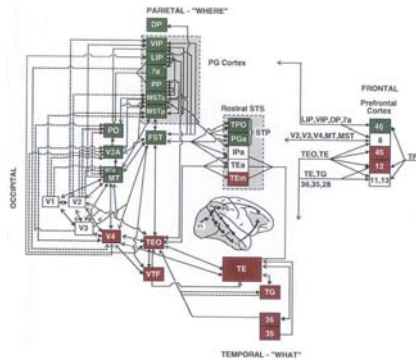 PARIETAL - "WHERE"
DP
VIP
LIP
7a
PP
MSTc
MSTp
PG Cortex
FRONTAL
Prefrontal
Cortex
Rostral STS
LIP,VIP,DP,7a
46
PO
FST
TPO
PGa
STP
V2,V3,V4,MT,MST
8
V3A
IPa
TEO,TE
45
MT
TEa
12
TEm
TE,TG
11,13
36,35,28
OCCIPITAL
V1
V2
V3
V4
TEO
VTF
TE
TG
36
35
TEMPORAL - "WHAT"